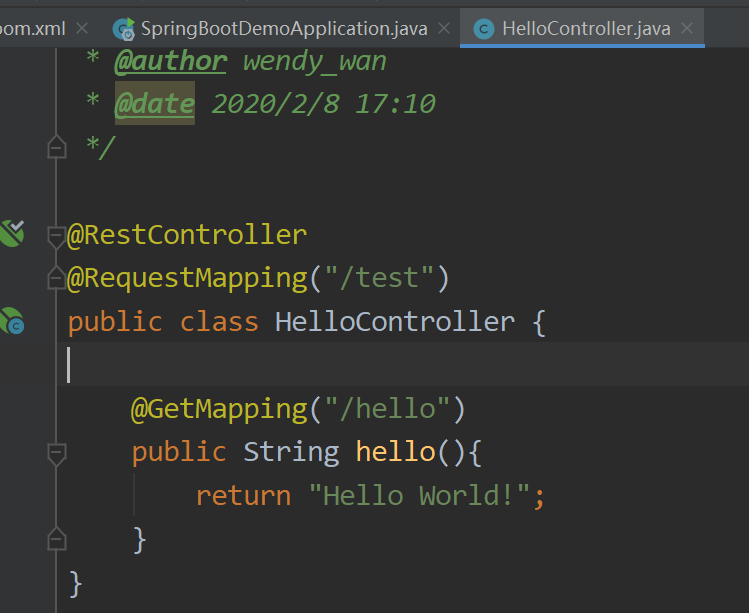 oom.xml SpringBootDemoApplication.java HelloController.java
* @author wendy_wan
* @date 2020/2/8 17:10
*/
@RestController
@RequestMapping("/test")
public class HelloController {
@GetMapping("/hello")
public String hello(){
return "Hello World!";
}
}